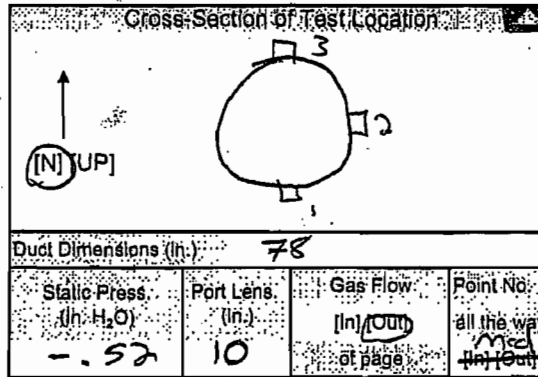 Cross-Section of Test Location
3
2
[N] [UP]
1
Duct Dimensions (in.) 78
Static Press. Port Lens. Gas Flow Point No.
(in. H₂O) (in.) [In] [Out] all the wa
-.52 10 of page Med
[In] [Out]